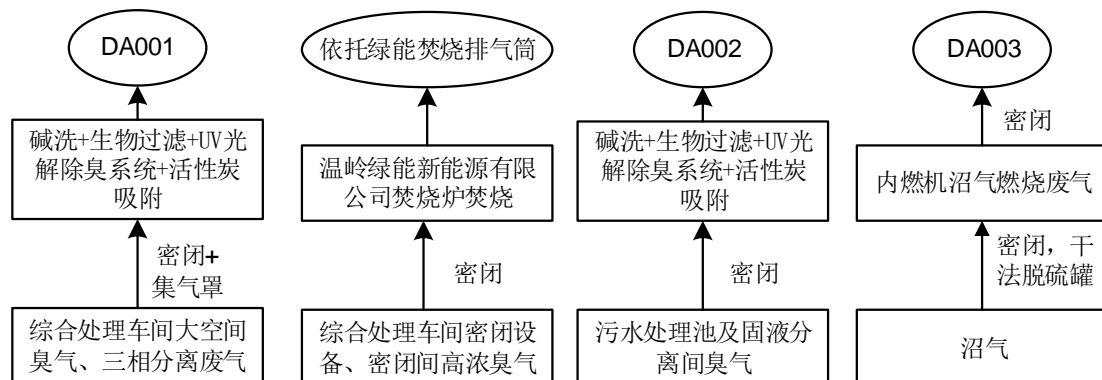 DA001
依托绿能焚烧排气筒
DA002
DA003
碱洗+生物过滤+UV光
解除臭系统+活性炭
吸附
温岭绿能新能源有限
公司焚烧炉焚烧
碱洗+生物过滤+UV光
解除臭系统+活性炭
吸附
密闭
内燃机沼气燃烧废气
密闭+
集气罩
密闭
密闭
密闭，干
法脱硫罐
综合处理车间大空间
臭气、三相分离废气
综合处理车间密闭设
备、密闭间高浓臭气
污水处理池及固液分
离间臭气
沼气